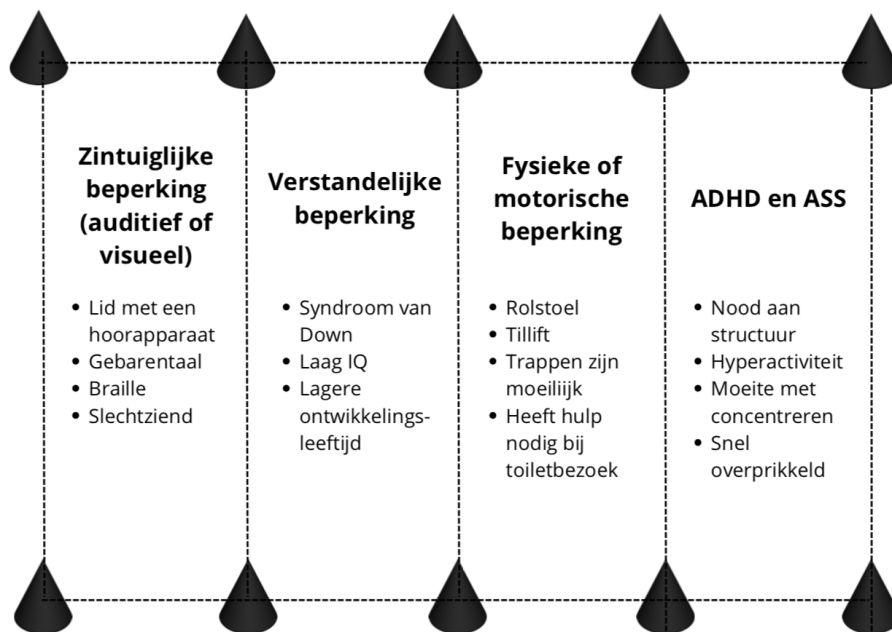 Zintuiglijke
beperking
(auditief of
visueel)
• Lid met een
hoorapparaat
• Gebarentaal
• Braille
• Slechtziend
Verstandelijke
beperking
• Syndroom van
Down
• Laag IQ
• Lagere
ontwikkelings-
leeftijd
Fysieke of
motorische
beperking
• Rolstoel
• Tillift
• Trappen zijn
moeiliijk
• Heeft hulp
nodig bij
toiletbezoek
ADHD en ASS
• Nood aan
structuur
• Hyperactiviteit
• Moeite met
concentreren
• Snel
overprikkeld